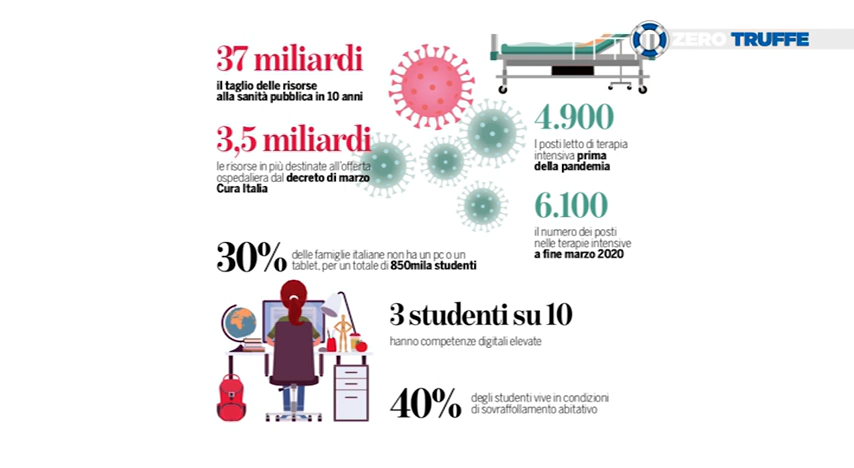 ZERO TRUFFE
37 miliardi
il taglio delle risorse
alla sanità pubblica in 10 anni
3,5 miliardi
le risorse in più destinate all'offerta
ospedaliera dal decreto di marzo
Cura Italia
4.900
I posti letto di terapia
intensiva prima
della pandemia
6.100
il numero dei posti
nelle terapie intensive
a fine marzo 2020
30%
delle famiglie italiane non ha un pc o un
tablet, per un totale di 850mila studenti
3 studenti su 10
hanno competenze digitali elevate
40%
degli studenti vive in condizioni
di sovraffollamento abitativo